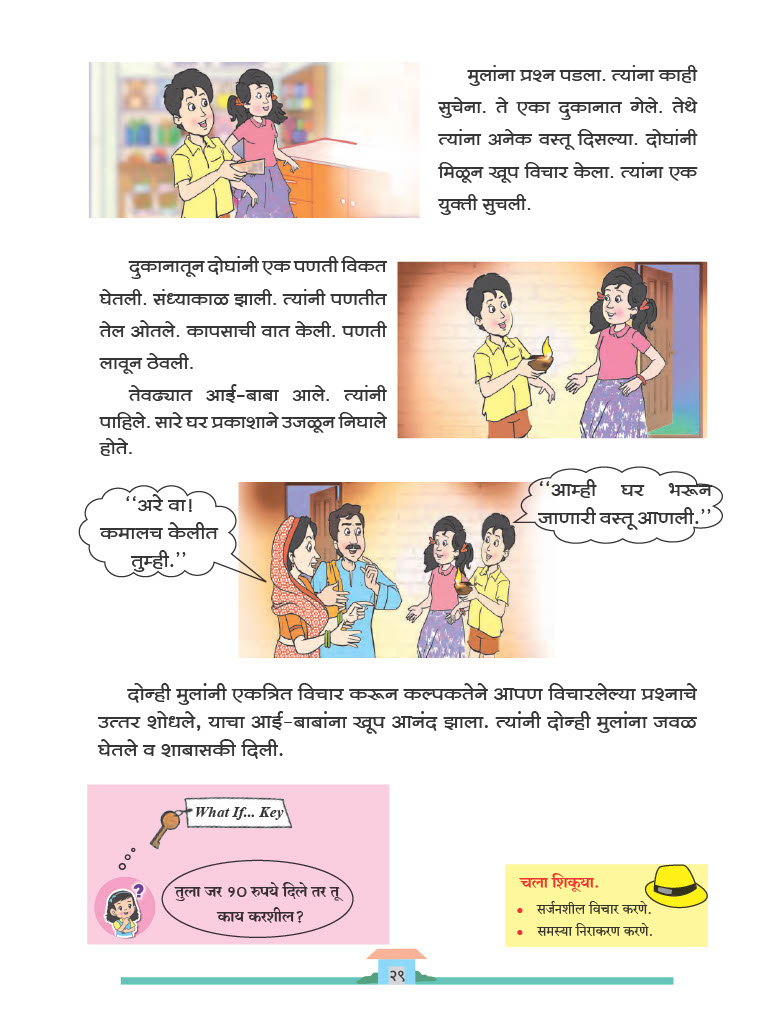 मुलांना प्रश्न पडला. त्यांना काही
सुचेना. ते एका दुकानात गेले. तेथे
त्यांना अनेक वस्तू दिसल्या. दोघांनी
मिळून खूप विचार केला. त्यांना एक
युक्ती सुचली.
दुकानातून दोघांनी एक पणती विकत
घेतली. संध्याकाळ झाली. त्यांनी पणतीत
तेल ओतले. कापसाची वात केली. पणती
लावून ठेवली.
तेवढ्यात आई-बाबा आले. त्यांनी
पाहिले. सारे घर प्रकाशाने उजळून निघाले
होते.
‘‘अरे वा!
कमालच केलीत
तुम्ही.’’
‘‘आम्ही घर भरून
जाणारी वस्तू आणली.’’
दोन्ही मुलांनी एकत्रित विचार करून कल्पकतेने आपण विचारलेल्या प्रश्नाचे
उत्तर शोधले, याचा आई-बाबांना खूप आनंद झाला. त्यांनी दोन्ही मुलांना जवळ
घेतले व शाबासकी दिली.
What If... Key
?
तुला जर १० रुपये दिले तर तू
काय करशील?
चला शिकूया.
• सर्जनशील विचार करणे.
• समस्या निराकरण करणे.
२९